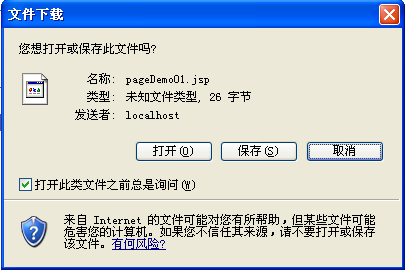 文件下载
您想打开或保存此文件吗?
名称: pageDemo01.jsp
类型: 未知文件类型, 26 字节
发送者: localhost
打开(O) 保存(S) 取消
打开此类文件之前总是询问(W)
来自 Internet 的文件可能对您有所帮助,但某些文件可能
危害您的计算机。如果您不信任其来源,请不要打开或保存
该文件。有何风险?